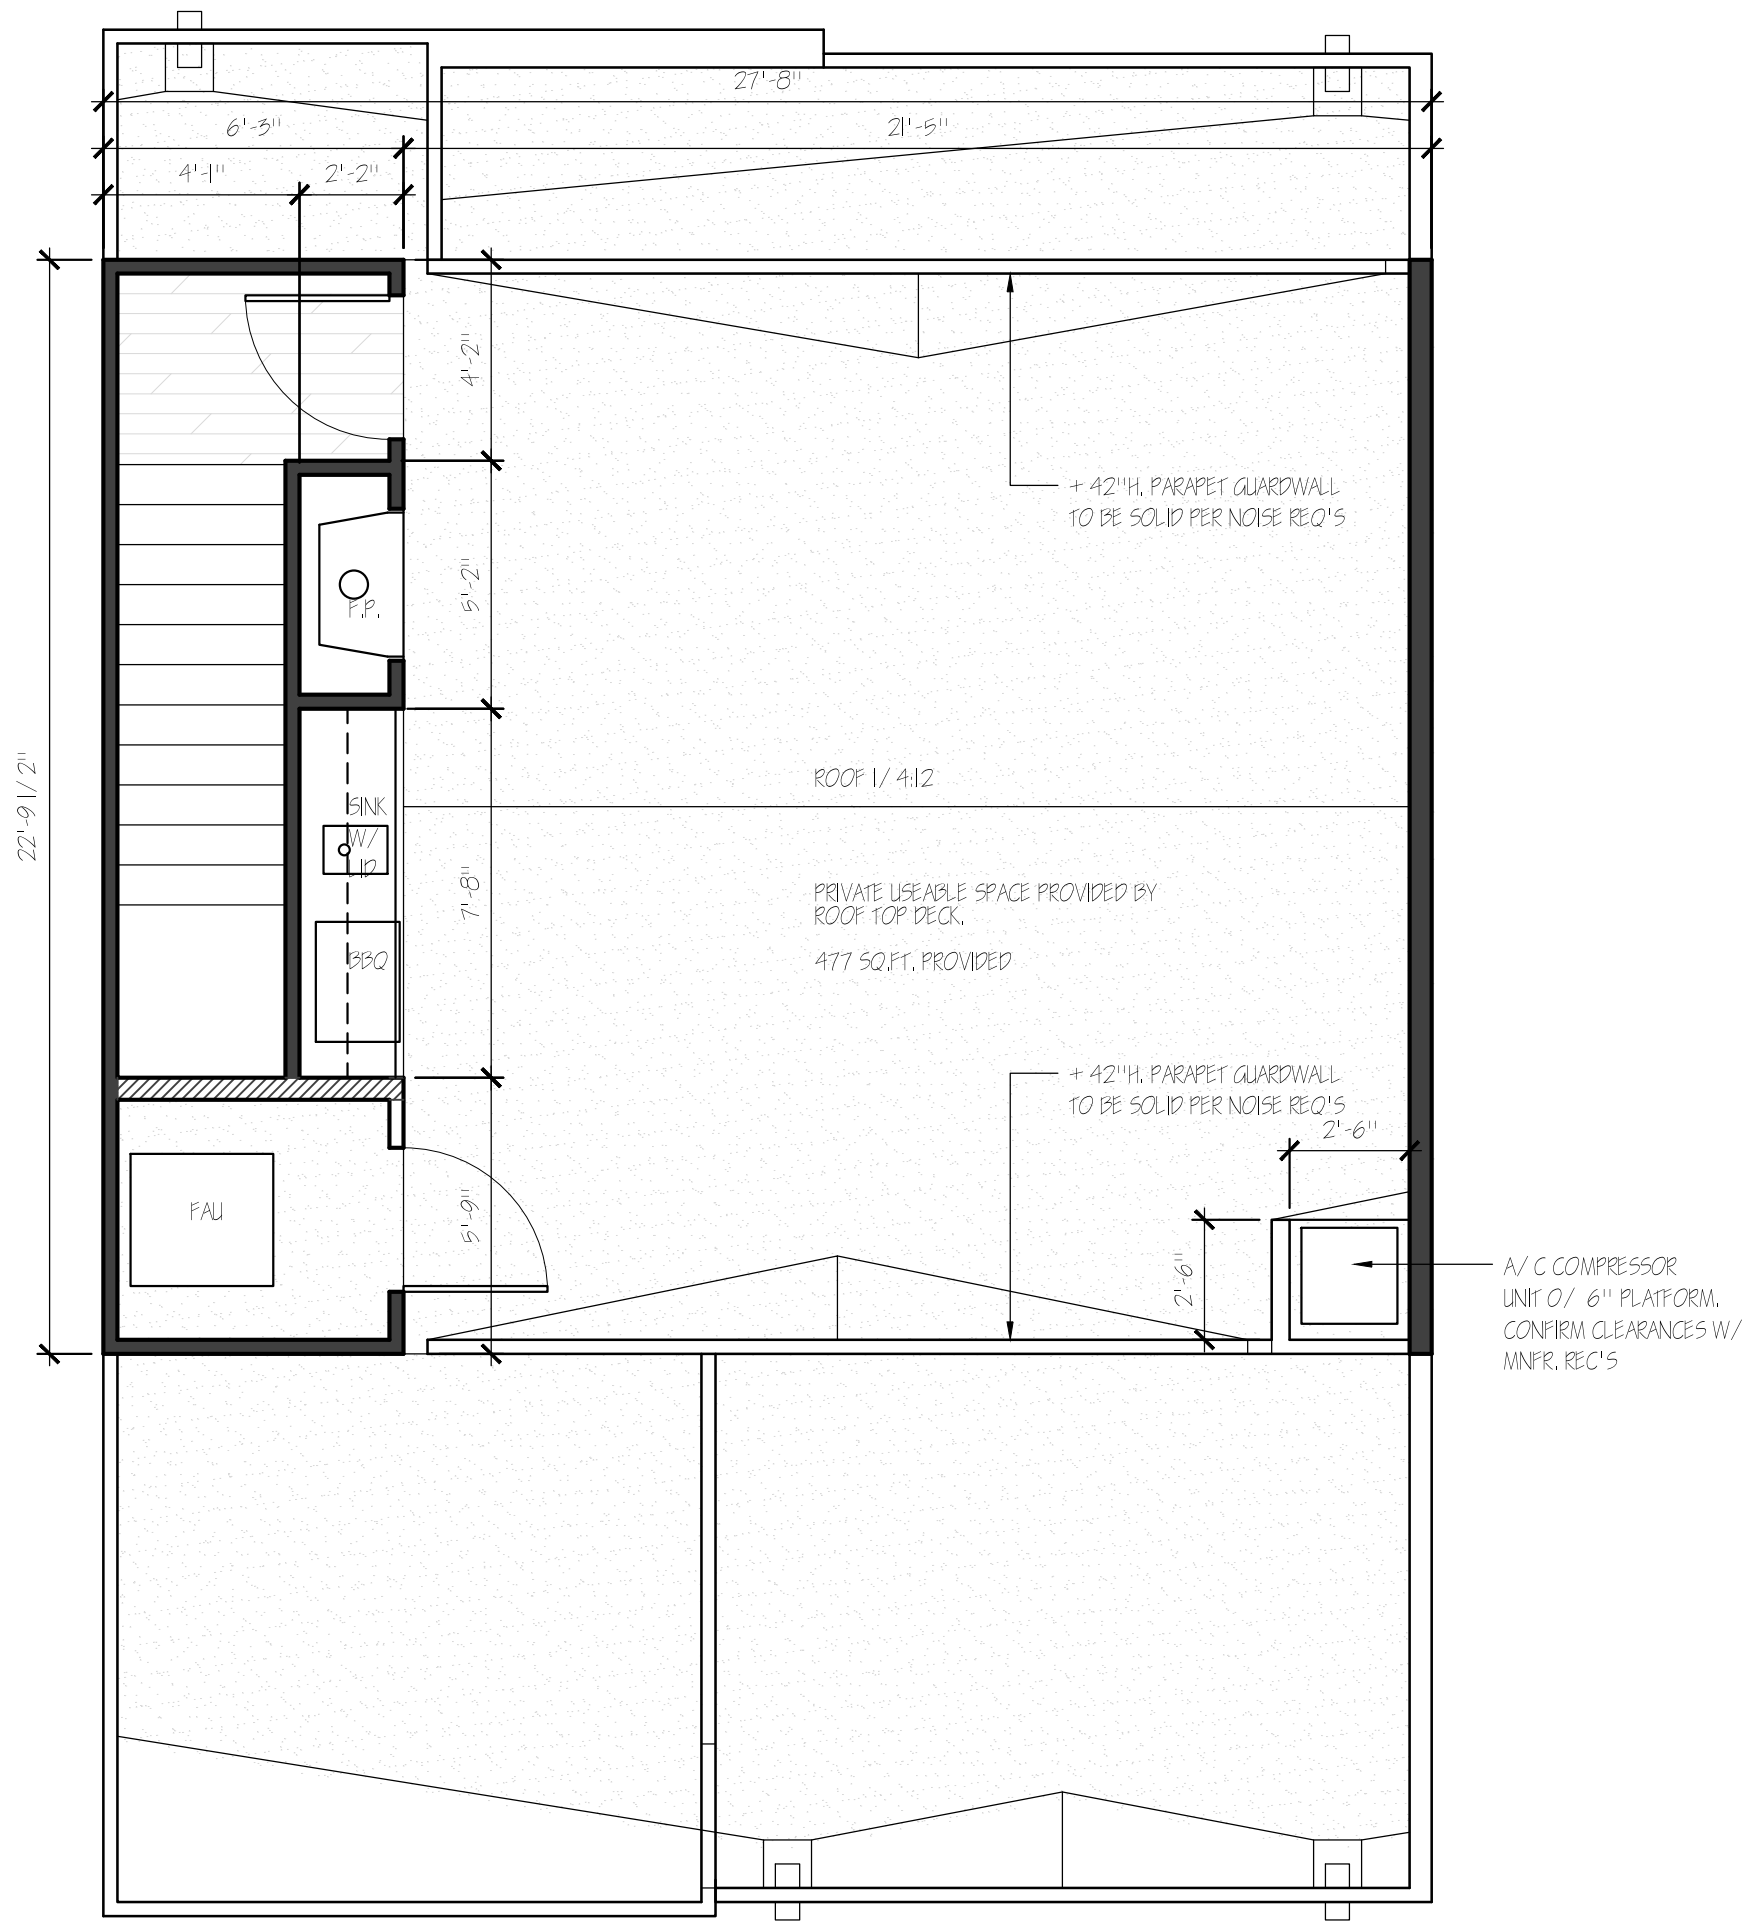 27'-8"
6'-3"
21'-5"
4'-1"
2'-2"
4'-2"
+ 42"H. PARAPET GUARDWALL
TO BE SOLID PER NOISE REQ'S
5'-2"
F.P.
22'-9 1/2"
ROOF 1/4:12
SINK
W/
LID
7'-8"
PRIVATE USEABLE SPACE PROVIDED BY
ROOF TOP DECK.
BBQ
477 SQ.FT. PROVIDED
+ 42"H. PARAPET GUARDWALL
TO BE SOLID PER NOISE REQ'S
2'-6"
FAU
5'-9"
2'-6"
A/C COMPRESSOR
UNIT O/ 6" PLATFORM.
CONFIRM CLEARANCES W/
MNFR. REC'S